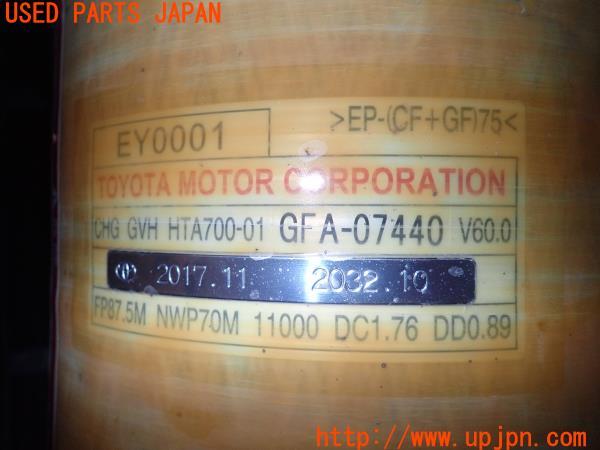 USED PARTS JAPAN
>EP-(CF+GF)75<
EY0001
TOYOTA MOTOR CORPORATION
CHG GVH HTA700-01 GFA-07440 V60.0
2017.11 2032.10
FP87.5M NWP70M 11000 DC1.76 DD0.89
UPJ http://www.upjpn.com/